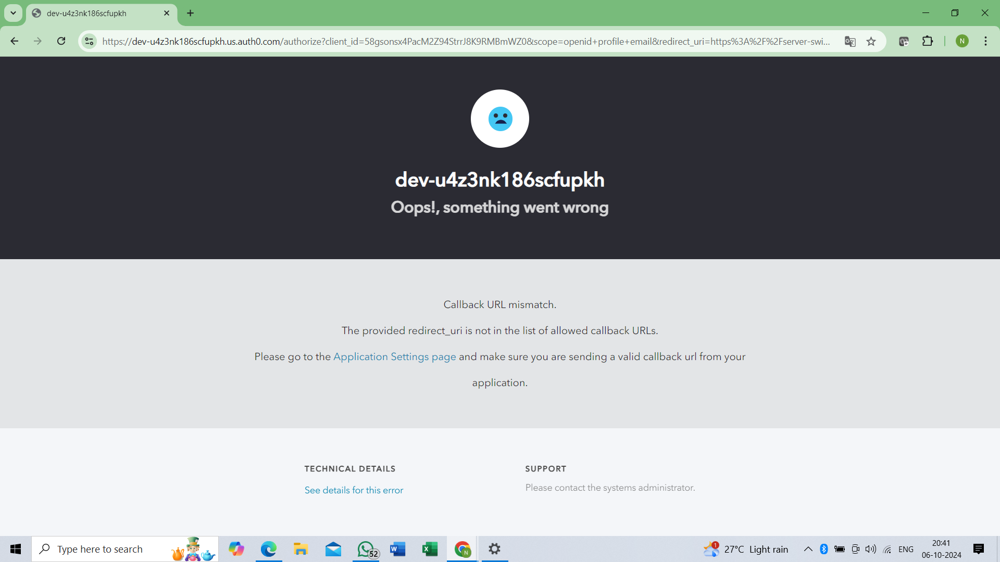 dev-u4z3nk186scfupkh
https://dev-u4z3nk186scfupkh.us.auth0.com/authorize?client_id=58gsonsx4PacM2Z94StrrJ8K9RMBmWZ0&scope=openid+profile+email&redirect_uri=https%3A%2F%2Fserver-swi...
N
dev-u4z3nk186scfupkh
Oops!, something went wrong
Callback URL mismatch.
The provided redirect_uri is not in the list of allowed callback URLs.
Please go to the Application Settings page and make sure you are sending a valid callback url from your
application.
TECHNICAL DETAILS
SUPPORT
See details for this error
Please contact the systems administrator.
Type here to search
52
W
X
N
1
27°C Light rain
ENG
20:41
06-10-2024